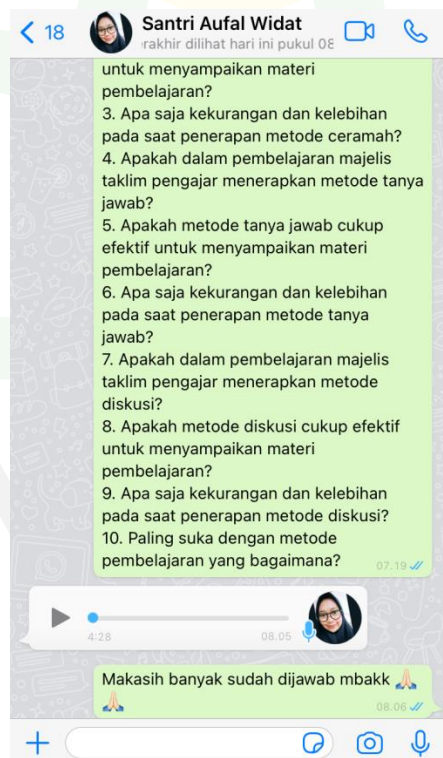 18
Santri Aufal Widat
rakhir dilihat hari ini pukul 08
untuk menyampaikan materi
pembelajaran?
3. Apa saja kekurangan dan kelebihan
pada saat penerapan metode ceramah?
4. Apakah dalam pembelajaran majelis
taklim pengajar menerapkan metode tanya
jawab?
5. Apakah metode tanya jawab cukup
efektif untuk menyampaikan materi
pembelajaran?
6. Apa saja kekurangan dan kelebihan
pada saat penerapan metode tanya
jawab?
7. Apakah dalam pembelajaran majelis
taklim pengajar menerapkan metode
diskusi?
8. Apakah metode diskusi cukup efektif
untuk menyampaikan materi
pembelajaran?
9. Apa saja kekurangan dan kelebihan
pada saat penerapan metode diskusi?
10. Paling suka dengan metode
pembelajaran yang bagaimana?
07.19
4:28
08.05
Makasih banyak sudah dijawab mbakk 🙏🏻
🙏🏻
08.06